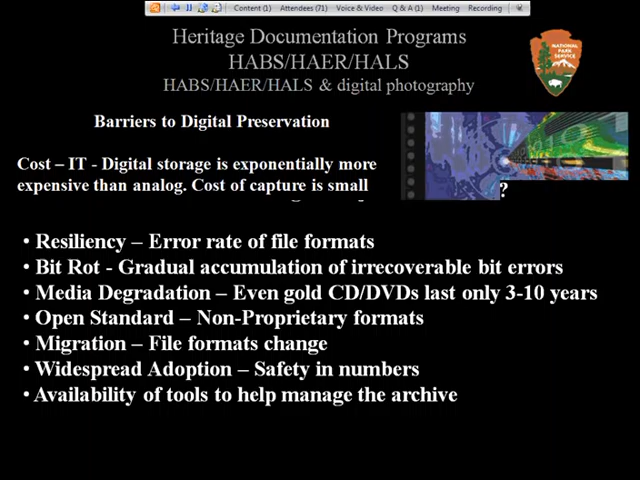 Content (1) Attendees (71) Voice & Video Q & A (1) Meeting Recording
Heritage Documentation Programs
HABS/HAER/HALS
HABS/HAER/HALS & digital photography
NATIONAL
PARK
SERVICE
Barriers to Digital Preservation
Cost – IT - Digital storage is exponentially more
expensive than analog. Cost of capture is small
?
• Resiliency – Error rate of file formats
• Bit Rot - Gradual accumulation of irrecoverable bit errors
• Media Degradation – Even gold CD/DVDs last only 3-10 years
• Open Standard – Non-Proprietary formats
• Migration – File formats change
• Widespread Adoption – Safety in numbers
• Availability of tools to help manage the archive